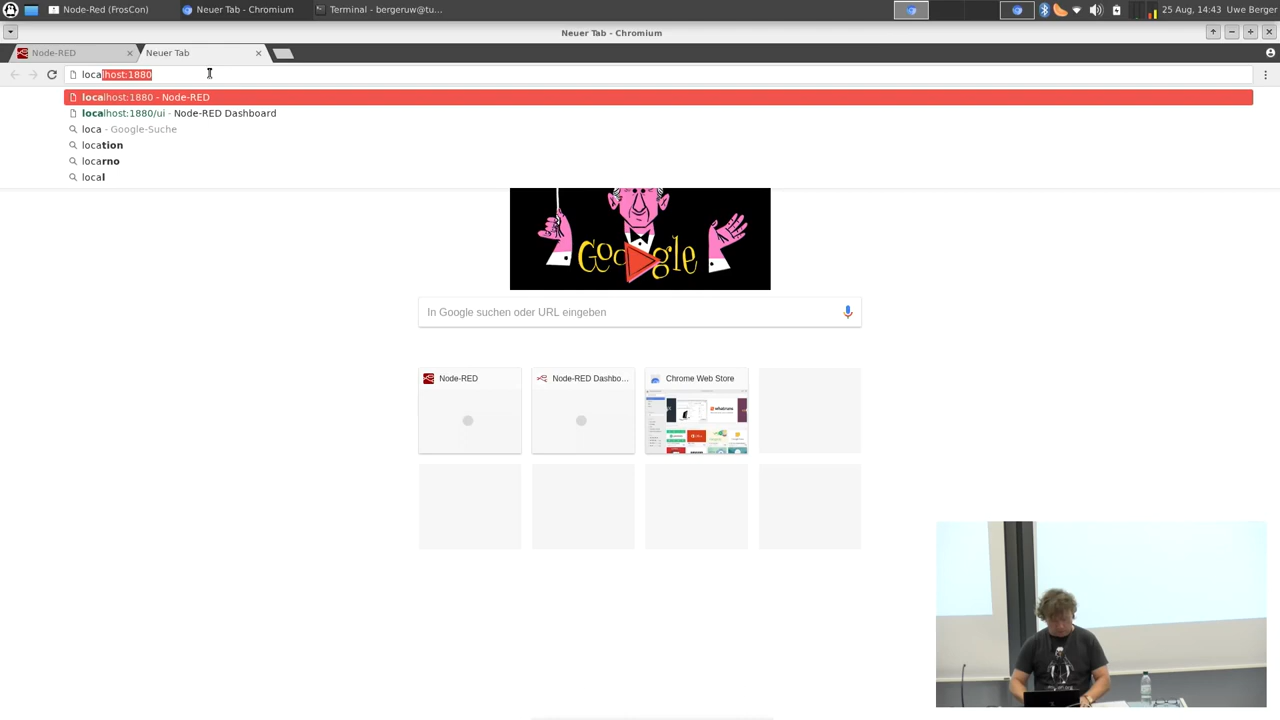 Node-Red (FrosCon)
Neuer Tab - Chromium
Terminal - bergeruw@tu...
25 Aug, 14:43 Uwe Berger
Neuer Tab - Chromium
Node-RED
Neuer Tab
localhost:1880
localhost:1880 - Node-RED
localhost:1880/ui - Node-RED Dashboard
loca - Google-Suche
location
locarno
local
Google
In Google suchen oder URL eingeben
Node-RED
Node-RED Dashbo...
Chrome Web Store